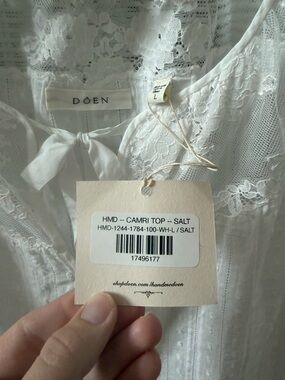 DÔEN
L
HMD -- CAMRI TOP -- SALT
HMD-1244-1784-100-WH-L / SALT
17496177
shopdoen.com/handmedoen